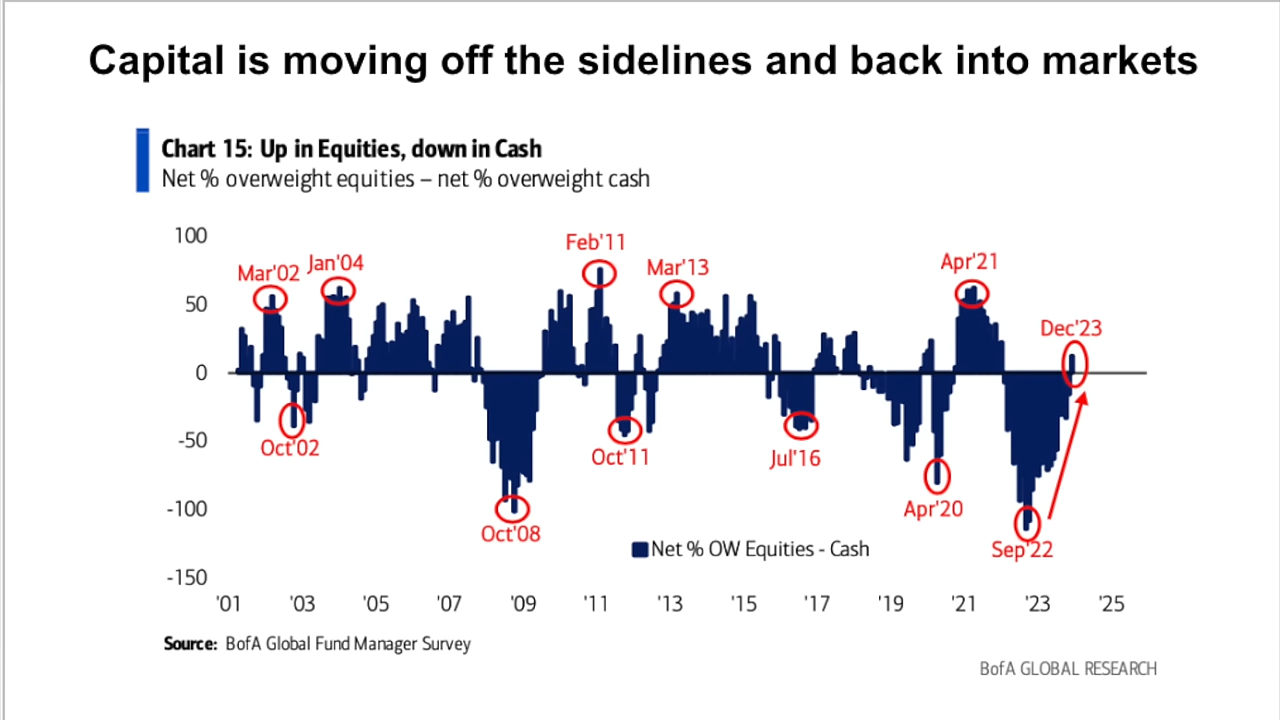 Capital is moving off the sidelines and back into markets
Chart 15: Up in Equities, down in Cash
Net % overweight equities – net % overweight cash
100
50
0
-50
-100
-150
Mar'02
Jan'04
Feb'11
Mar'13
Apr'21
Dec'23
Oct'02
Oct'08
Oct'11
Jul'16
Apr'20
Sep'22
Net % OW Equities - Cash
'01 '03 '05 '07 '09 '11 '13 '15 '17 '19 '21 '23 '25
Source: BofA Global Fund Manager Survey
BofA GLOBAL RESEARCH